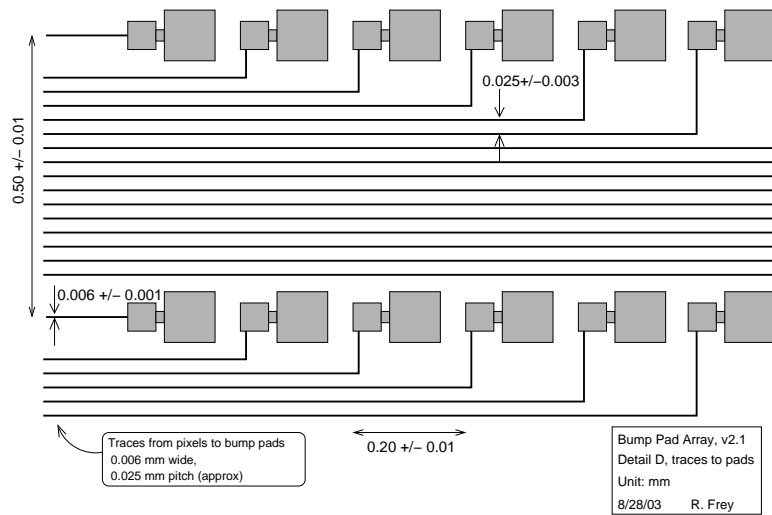 0.025+/−0.003
0.50 +/− 0.01
0.006 +/− 0.001
Traces from pixels to bump pads
0.006 mm wide,
0.025 mm pitch (approx)
0.20 +/− 0.01
Bump Pad Array, v2.1
Detail D, traces to pads
Unit: mm
8/28/03 R. Frey